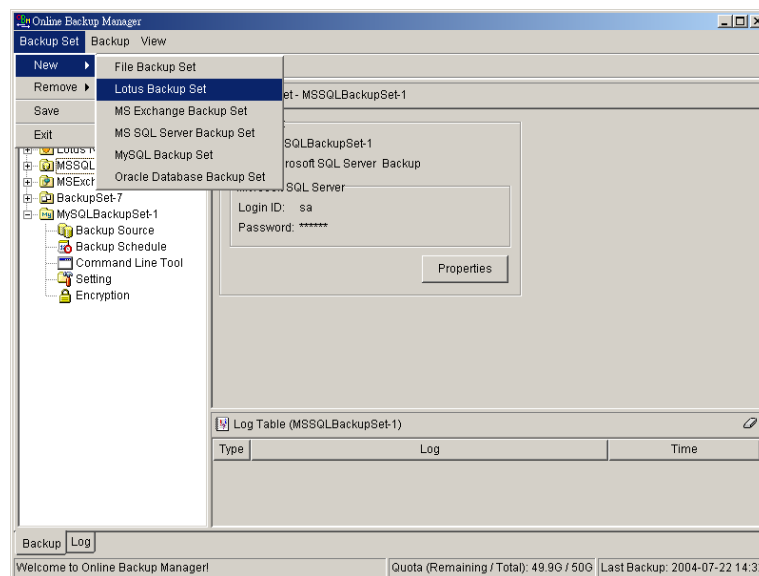 Online Backup Manager
Backup Set Backup View
New
Remove
Save
Exit
File Backup Set
Lotus Backup Set
MS Exchange Backup Set
MS SQL Server Backup Set
MySQL Backup Set
Oracle Database Backup Set
et - MSSQLBackupSet-1
SQLBackupSet-1
rosoft SQL Server Backup
Microsoft SQL Server
Login ID: sa
Password: ******
Properties
Lotus N
MSSQL
MSExch
BackupSet-7
MySQLBackupSet-1
Backup Source
Backup Schedule
Command Line Tool
Setting
Encryption
Log Table (MSSQLBackupSet-1)
Type Log Time
Backup Log
Welcome to Online Backup Manager! Quota (Remaining / Total): 49.9G / 50G Last Backup: 2004-07-22 14:3